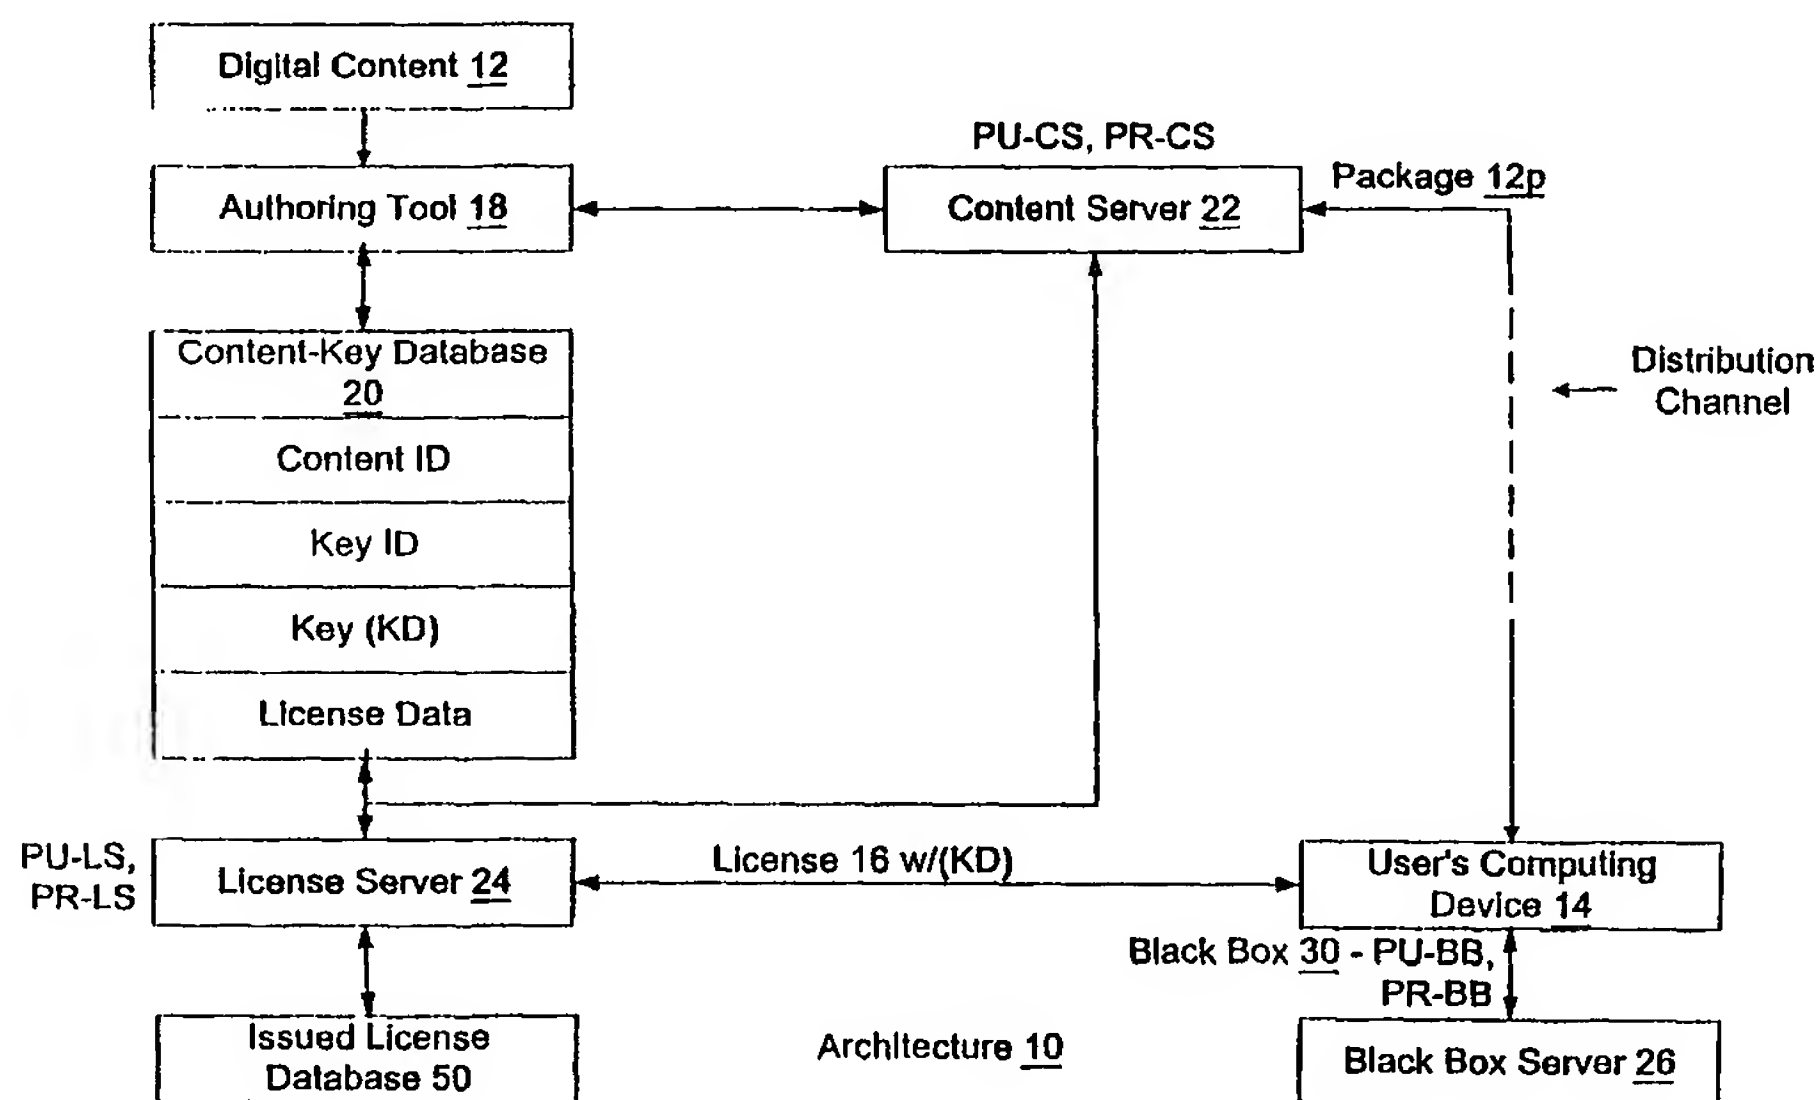 Digital Content 12
PU-CS, PR-CS
Package 12p
Authoring Tool 18
Content Server 22
Content-Key Database
20
Distribution
Channel
Content ID
Key ID
Key (KD)
License Data
PU-LS,
PR-LS
License Server 24
License 16 w/(KD)
User's Computing
Device 14
Black Box 30 - PU-BB,
PR-BB
Issued License
Database 50
Architecture 10
Black Box Server 26